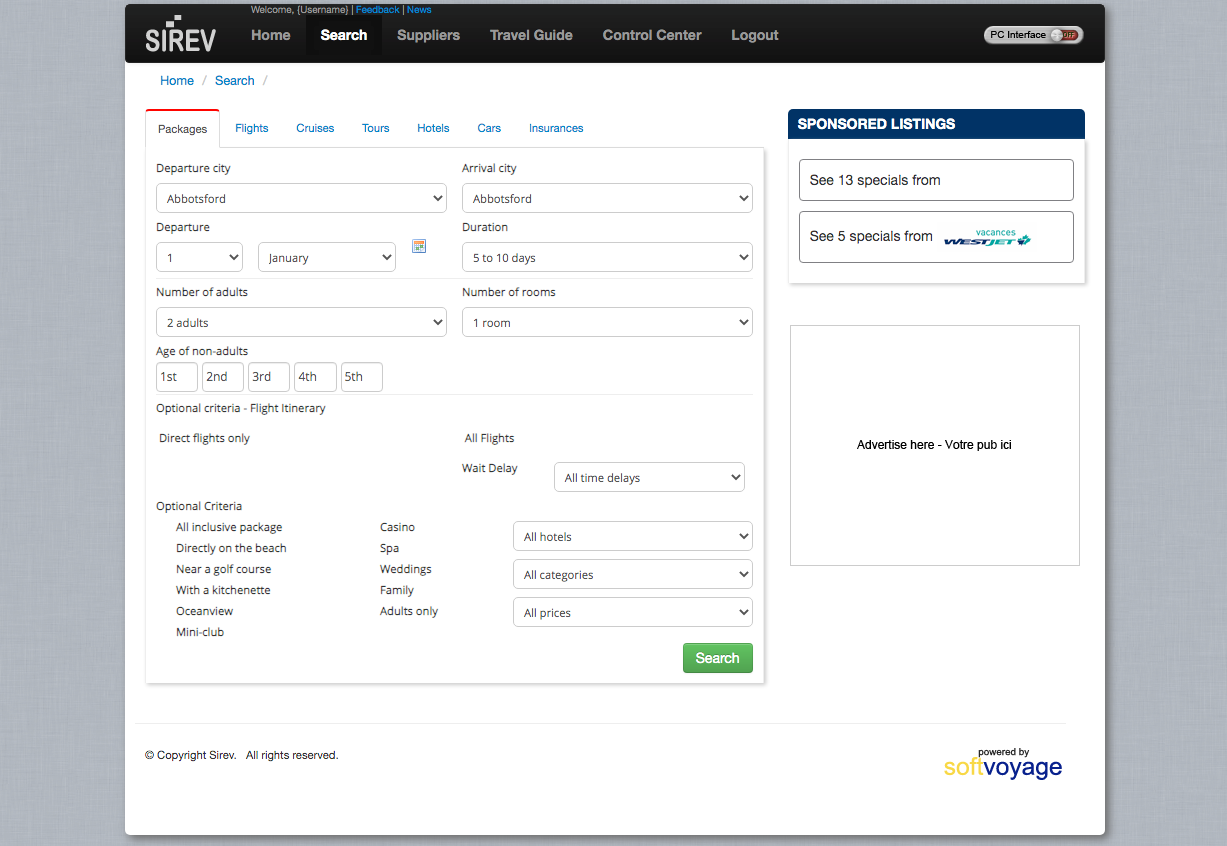 Welcome, {Username} | Feedback | News
SIREV
Home Search Suppliers Travel Guide Control Center Logout
PC Interface OFF
Home / Search /
Packages Flights Cruises Tours Hotels Cars Insurances
Departure city Arrival city
Abbotsford Abbotsford
Departure Duration
1 January 5 to 10 days
Number of adults Number of rooms
2 adults 1 room
Age of non-adults
1st 2nd 3rd 4th 5th
Optional criteria - Flight Itinerary
Direct flights only All Flights
Wait Delay All time delays
Optional Criteria
All inclusive package Casino All hotels
Directly on the beach Spa
Near a golf course Weddings All categories
With a kitchenette Family
Oceanview Adults only All prices
Mini-club
Search
SPONSORED LISTINGS
See 13 specials from
See 5 specials from vacances WESTJET
Advertise here - Votre pub ici
© Copyright Sirev. All rights reserved.
powered by
softvoyage